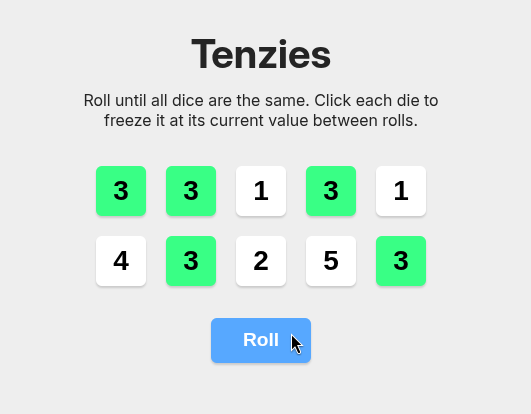 Tenzies
Roll until all dice are the same. Click each die to
freeze it at its current value between rolls.
3 3 1 3 1
4 3 2 5 3
Roll